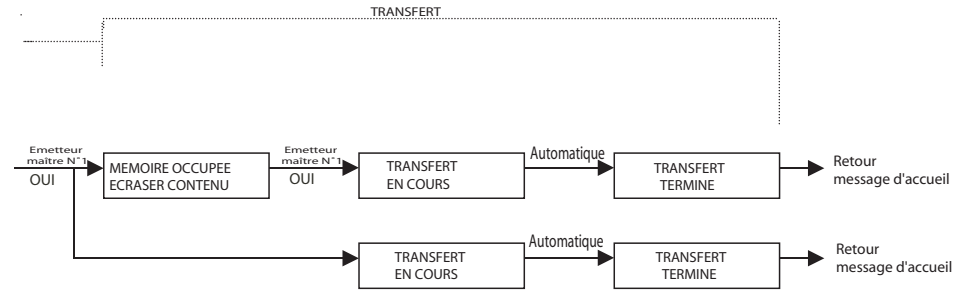 TRANSFERT
Emetteur
maître N°1
OUI
MEMOIRE OCCUPEE
ECRASER CONTENU
Emetteur
maître N°1
OUI
TRANSFERT
EN COURS
Automatique
TRANSFERT
TERMINE
Retour
message d'accueil
TRANSFERT
EN COURS
Automatique
TRANSFERT
TERMINE
Retour
message d'accueil